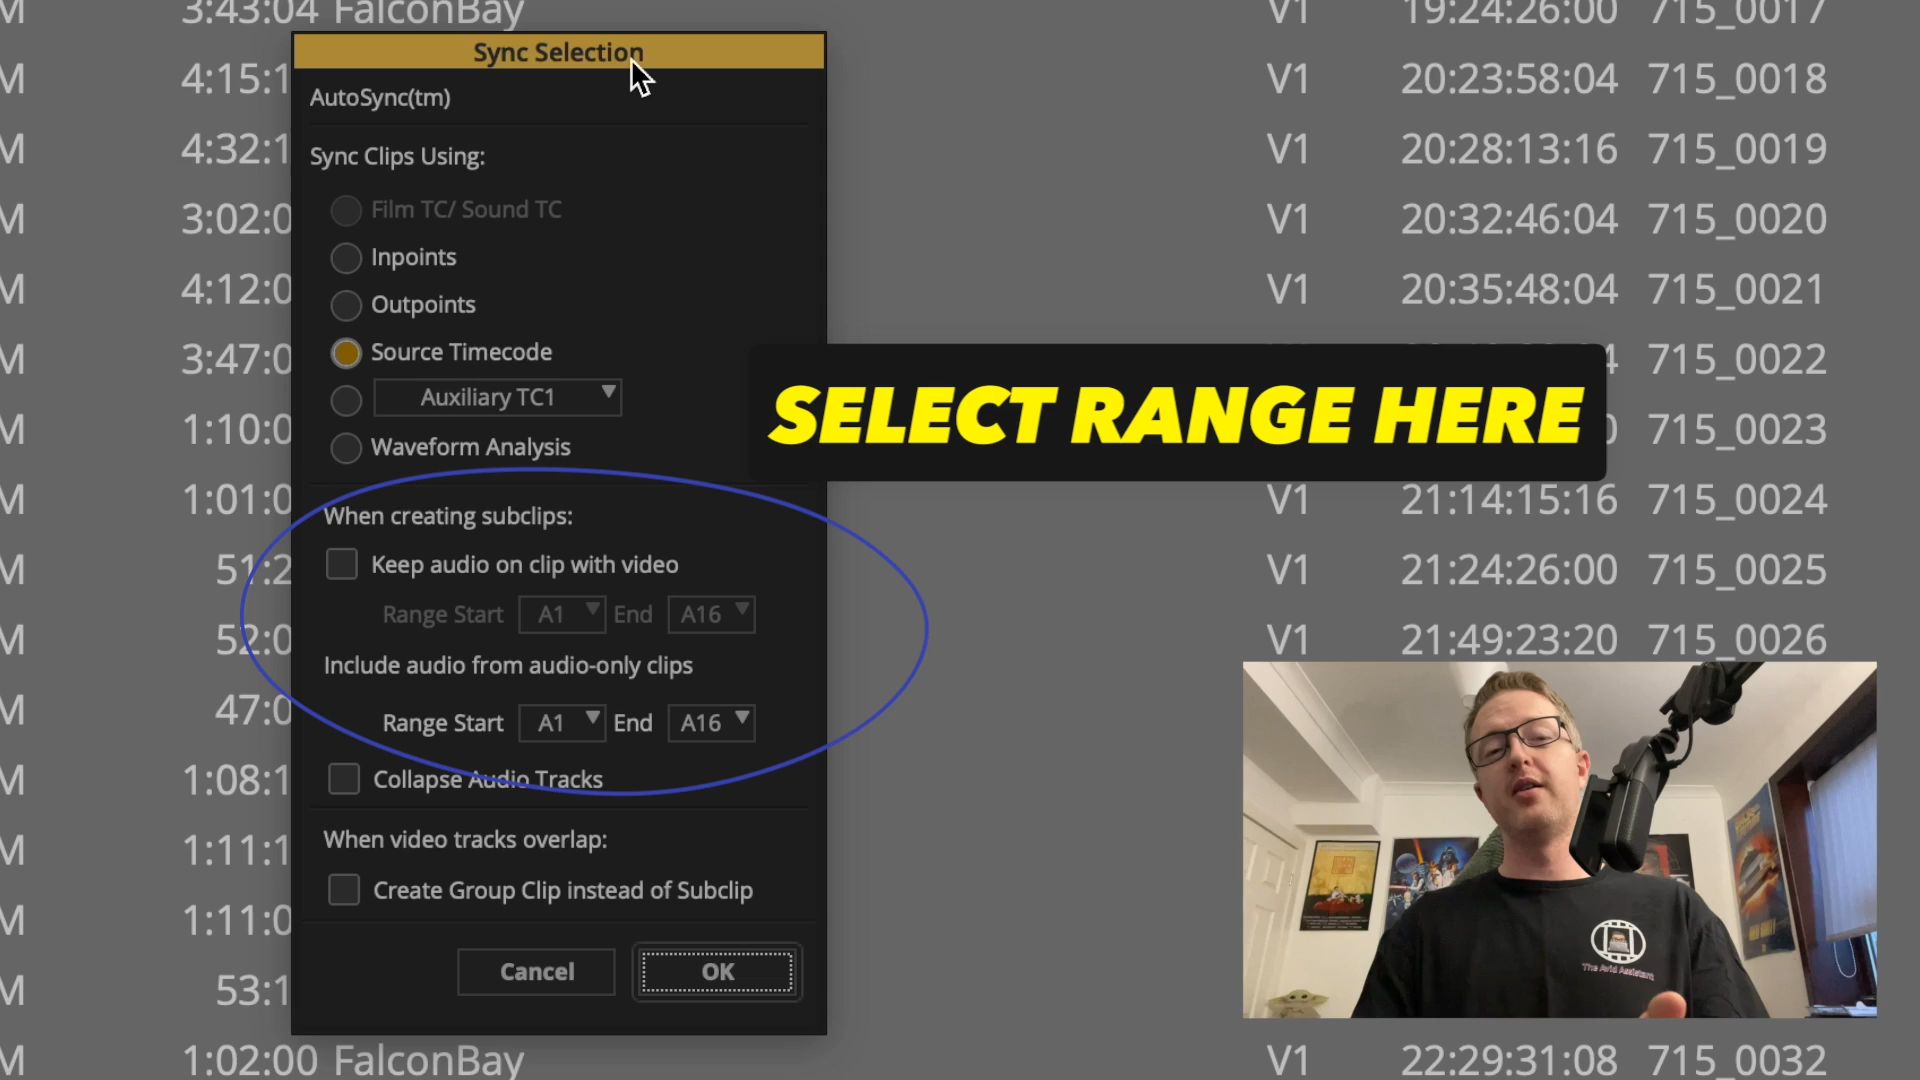 M 3:43:04 FalconBay V1 19:24:26:00 715_0017
Sync Selection
M 4:15:1 V1 20:23:58:04 715_0018
AutoSync(tm)
M 4:32:1 V1 20:28:13:16 715_0019
Sync Clips Using:
M 3:02:0 V1 20:32:46:04 715_0020
Film TC/ Sound TC
Inpoints
M 4:12:0 V1 20:35:48:04 715_0021
Outpoints
M 3:47:0 4 715_0022
Source Timecode
Auxiliary TC1
SELECT RANGE HERE
M 1:10:0 0 715_0023
Waveform Analysis
M 1:01:0 V1 21:14:15:16 715_0024
When creating subclips:
M 51:2 V1 21:24:26:00 715_0025
Keep audio on clip with video
Range Start A1 End A16
M 52:0 V1 21:49:23:20 715_0026
Include audio from audio-only clips
M 47:0
Range Start A1 End A16
M 1:08:1
Collapse Audio Tracks
M 1:11:1
When video tracks overlap:
Create Group Clip instead of Subclip
M 1:11:0
M 53:1
Cancel OK
M 1:02:00 FalconBay V1 22:29:31:08 715_0032
The Avid Assistant